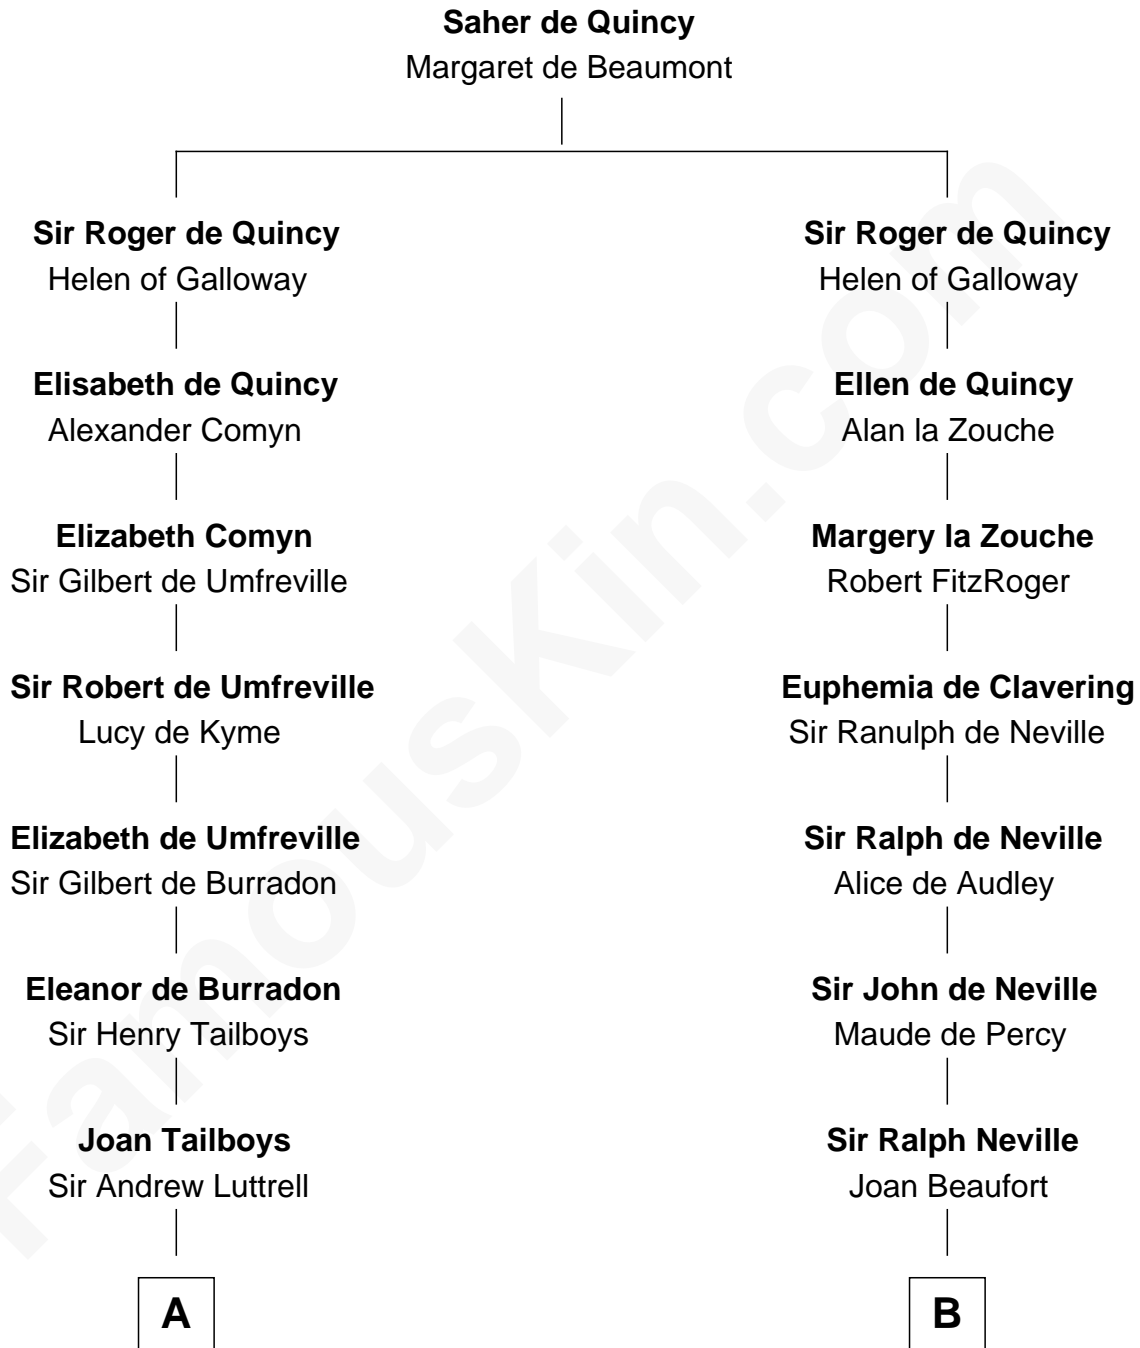 Saher de Quincy
Margaret de Beaumont
Sir Roger de Quincy
Helen of Galloway
Elisabeth de Quincy
Alexander Comyn
Elizabeth Comyn
Sir Gilbert de Umfreville
Sir Robert de Umfreville
Lucy de Kyme
Elizabeth de Umfreville
Sir Gilbert de Burradon
Eleanor de Burradon
Sir Henry Tailboys
Joan Tailboys
Sir Andrew Luttrell
A
Sir Roger de Quincy
Helen of Galloway
Ellen de Quincy
Alan la Zouche
Margery la Zouche
Robert FitzRoger
Euphemia de Clavering
Sir Ranulph de Neville
Sir Ralph de Neville
Alice de Audley
Sir John de Neville
Maude de Percy
Sir Ralph Neville
Joan Beaufort
B
FamousKin.com